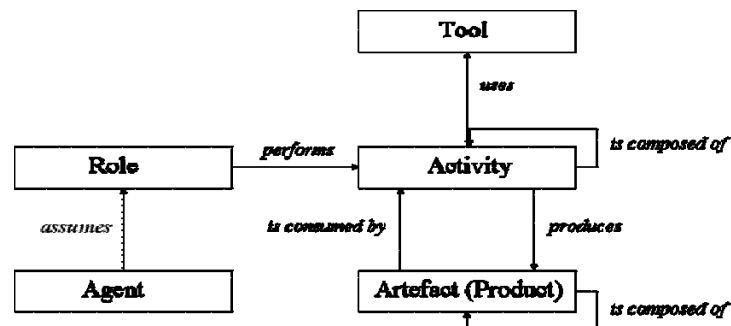 Tool
uses
is composed of
performs
Role
Activity
assumes
is consumed by
produces
Agent
Artefact (Product)
is composed of